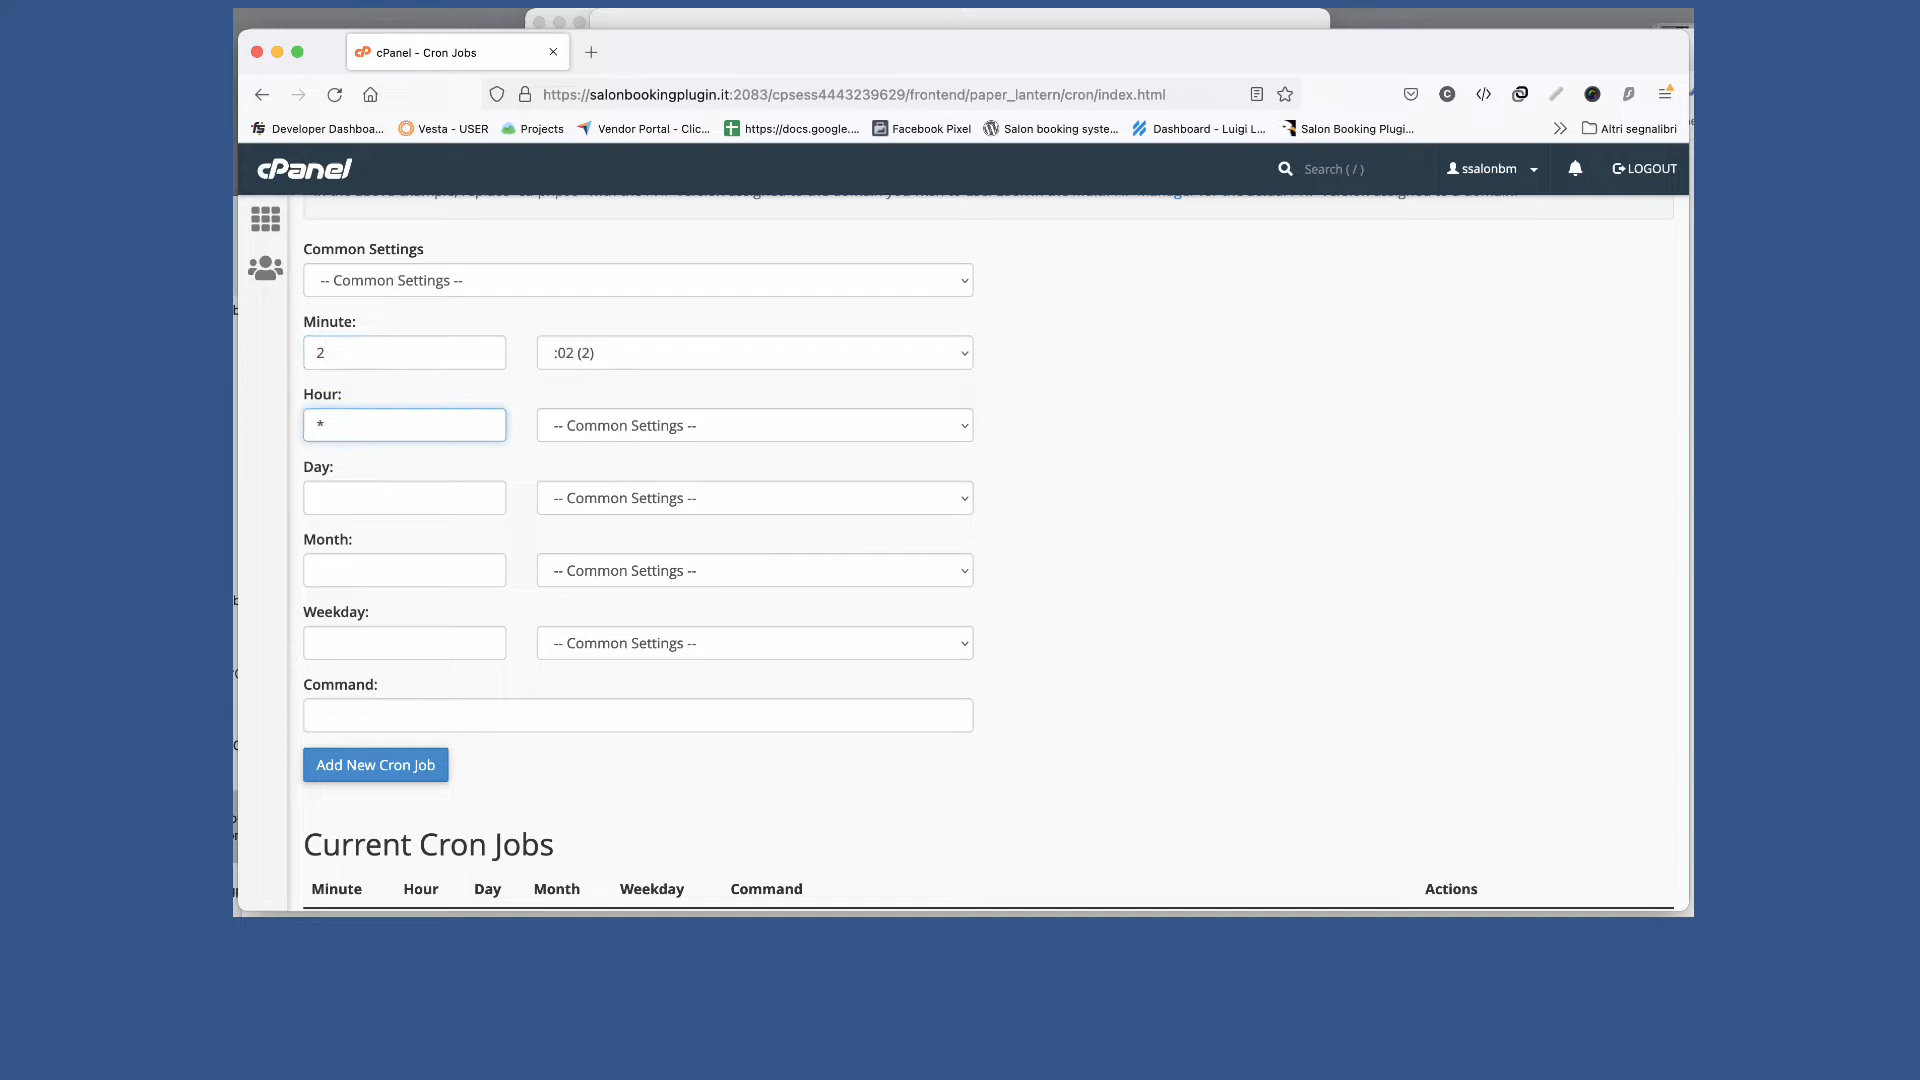 cPanel - Cron Jobs
https://salonbookingplugin.it:2083/cpsess4443239629/frontend/paper_lantern/cron/index.html
Developer Dashboa... Vesta - USER Projects Vendor Portal - Clic... https://docs.google.... Facebook Pixel Salon booking syste... Dashboard - Luigi L... Salon Booking Plugi... Altri segnalibri
cPanel Search ( / ) ssalonbm LOGOUT
Common Settings
-- Common Settings --
Minute:
2 :02 (2)
Hour:
* -- Common Settings --
Day:
-- Common Settings --
Month:
-- Common Settings --
Weekday:
-- Common Settings --
Command:
Add New Cron Job
Current Cron Jobs
Minute Hour Day Month Weekday Command Actions